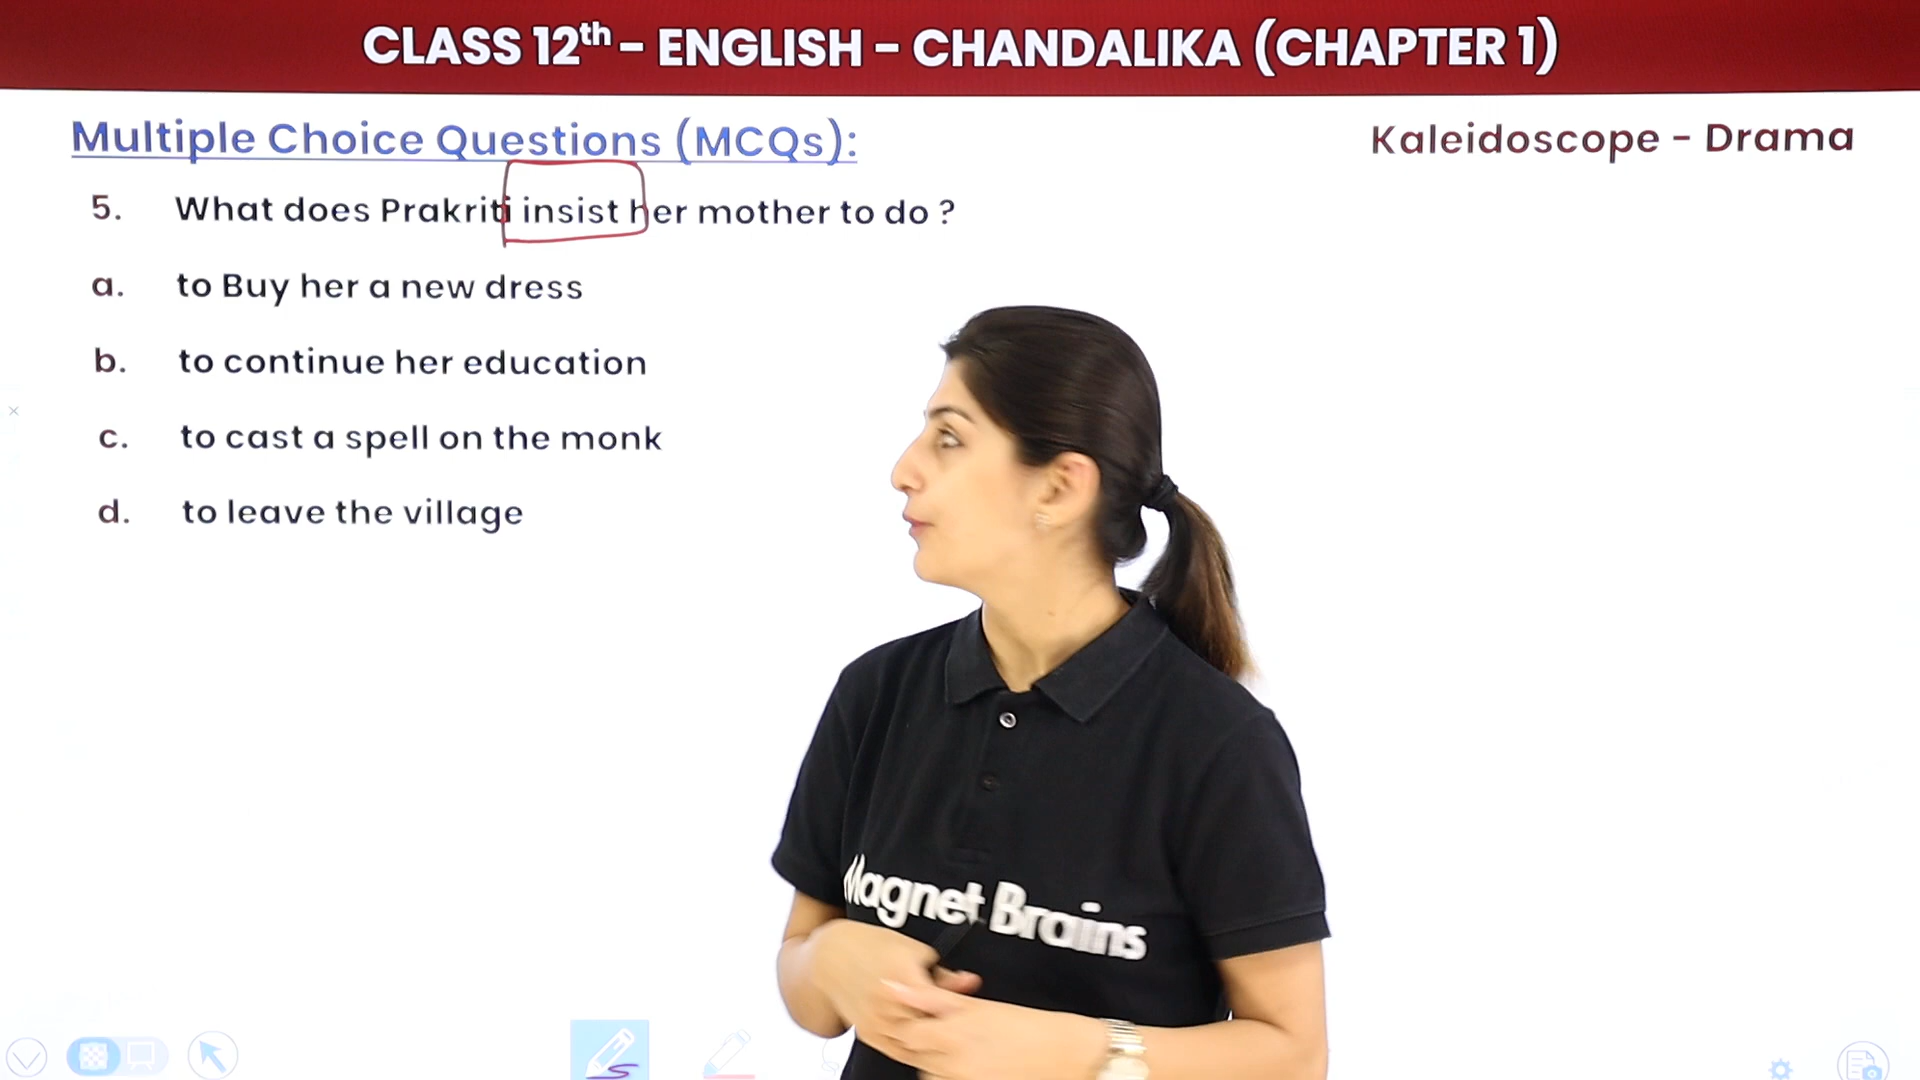 CLASS 12th – ENGLISH – CHANDALIKA (CHAPTER 1)
Multiple Choice Questions (MCQs):
Kaleidoscope – Drama
5. What does Prakriti insist her mother to do ?
a. to Buy her a new dress
b. to continue her education
c. to cast a spell on the monk
d. to leave the village
Magnet Brains